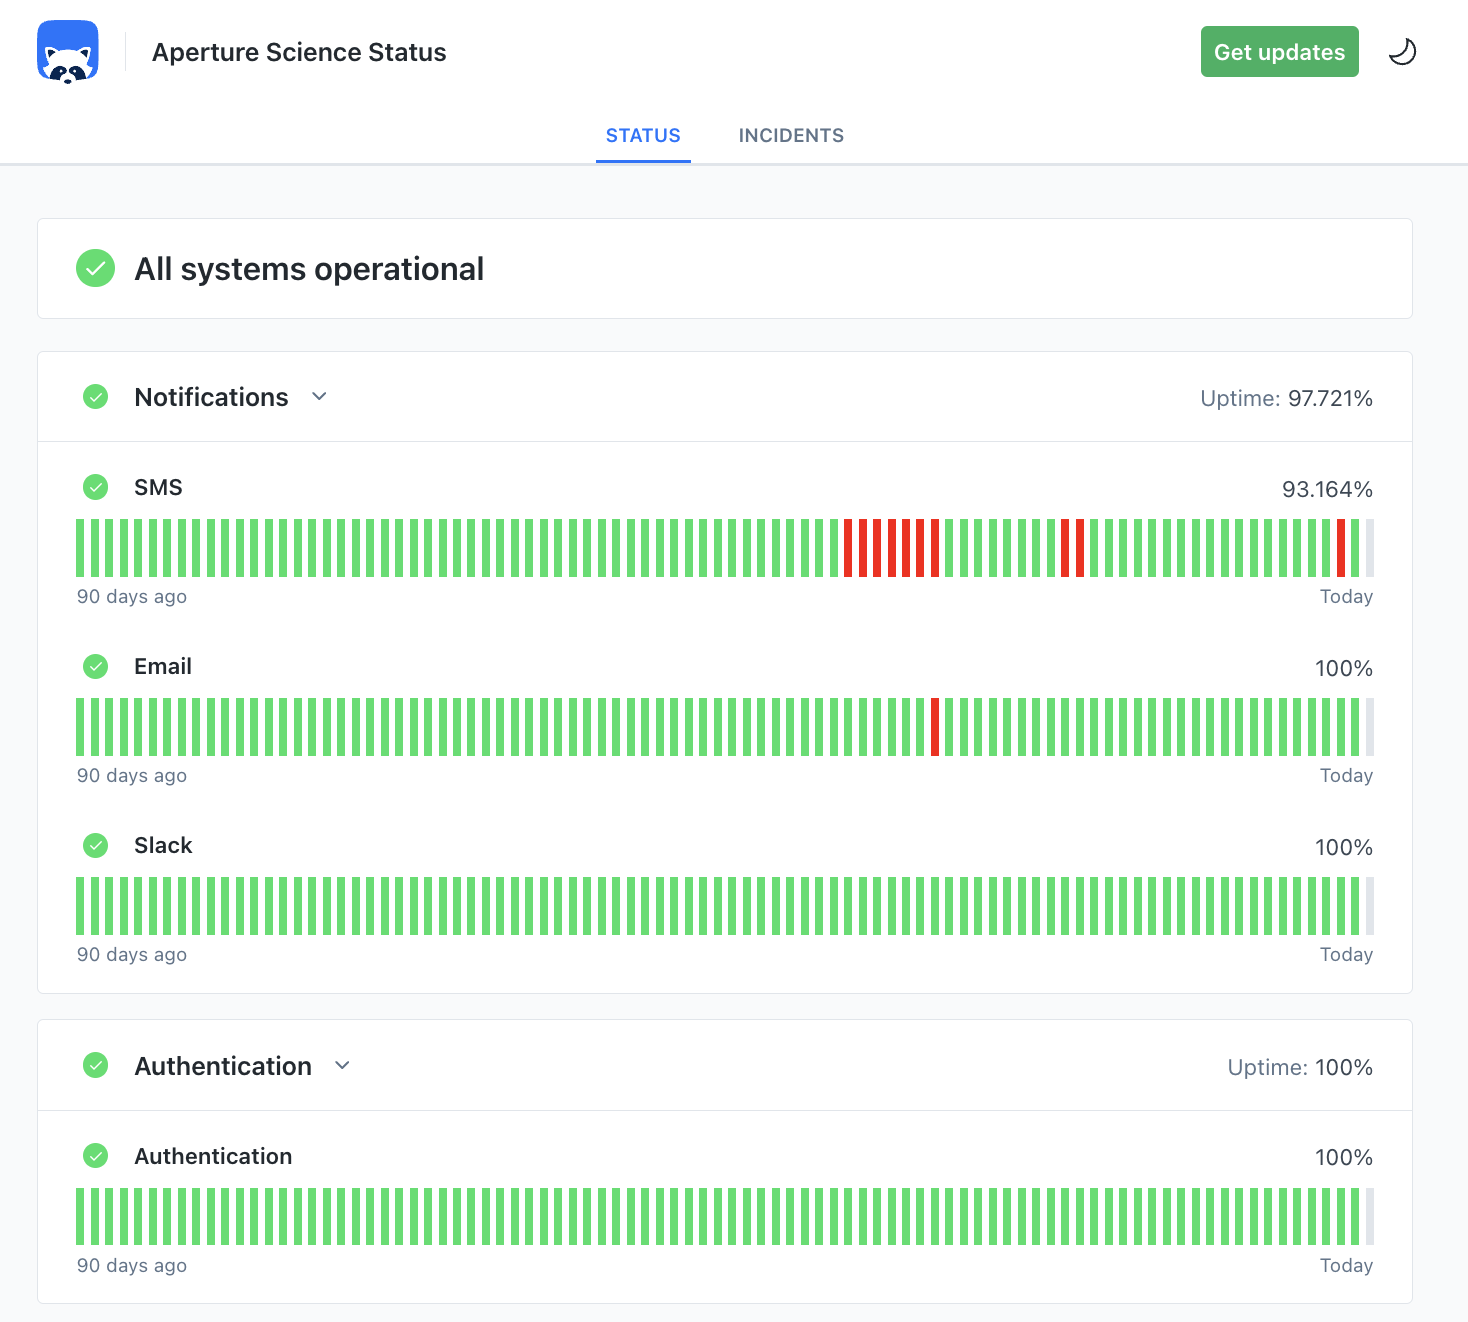 Aperture Science Status
Get updates
STATUS
INCIDENTS
All systems operational
Notifications
Uptime: 97.721%
SMS
93.164%
90 days ago
Today
Email
100%
90 days ago
Today
Slack
100%
90 days ago
Today
Authentication
Uptime: 100%
Authentication
100%
90 days ago
Today